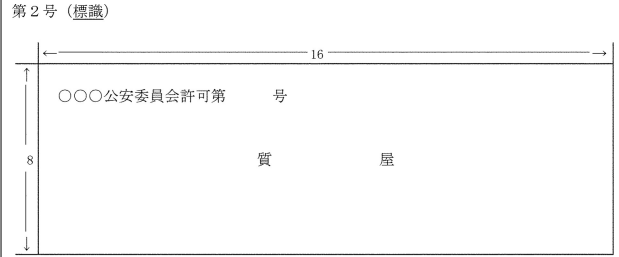 第２号（標識）
16
○○○公安委員会許可第　　　号
8
質　　　　　　　屋